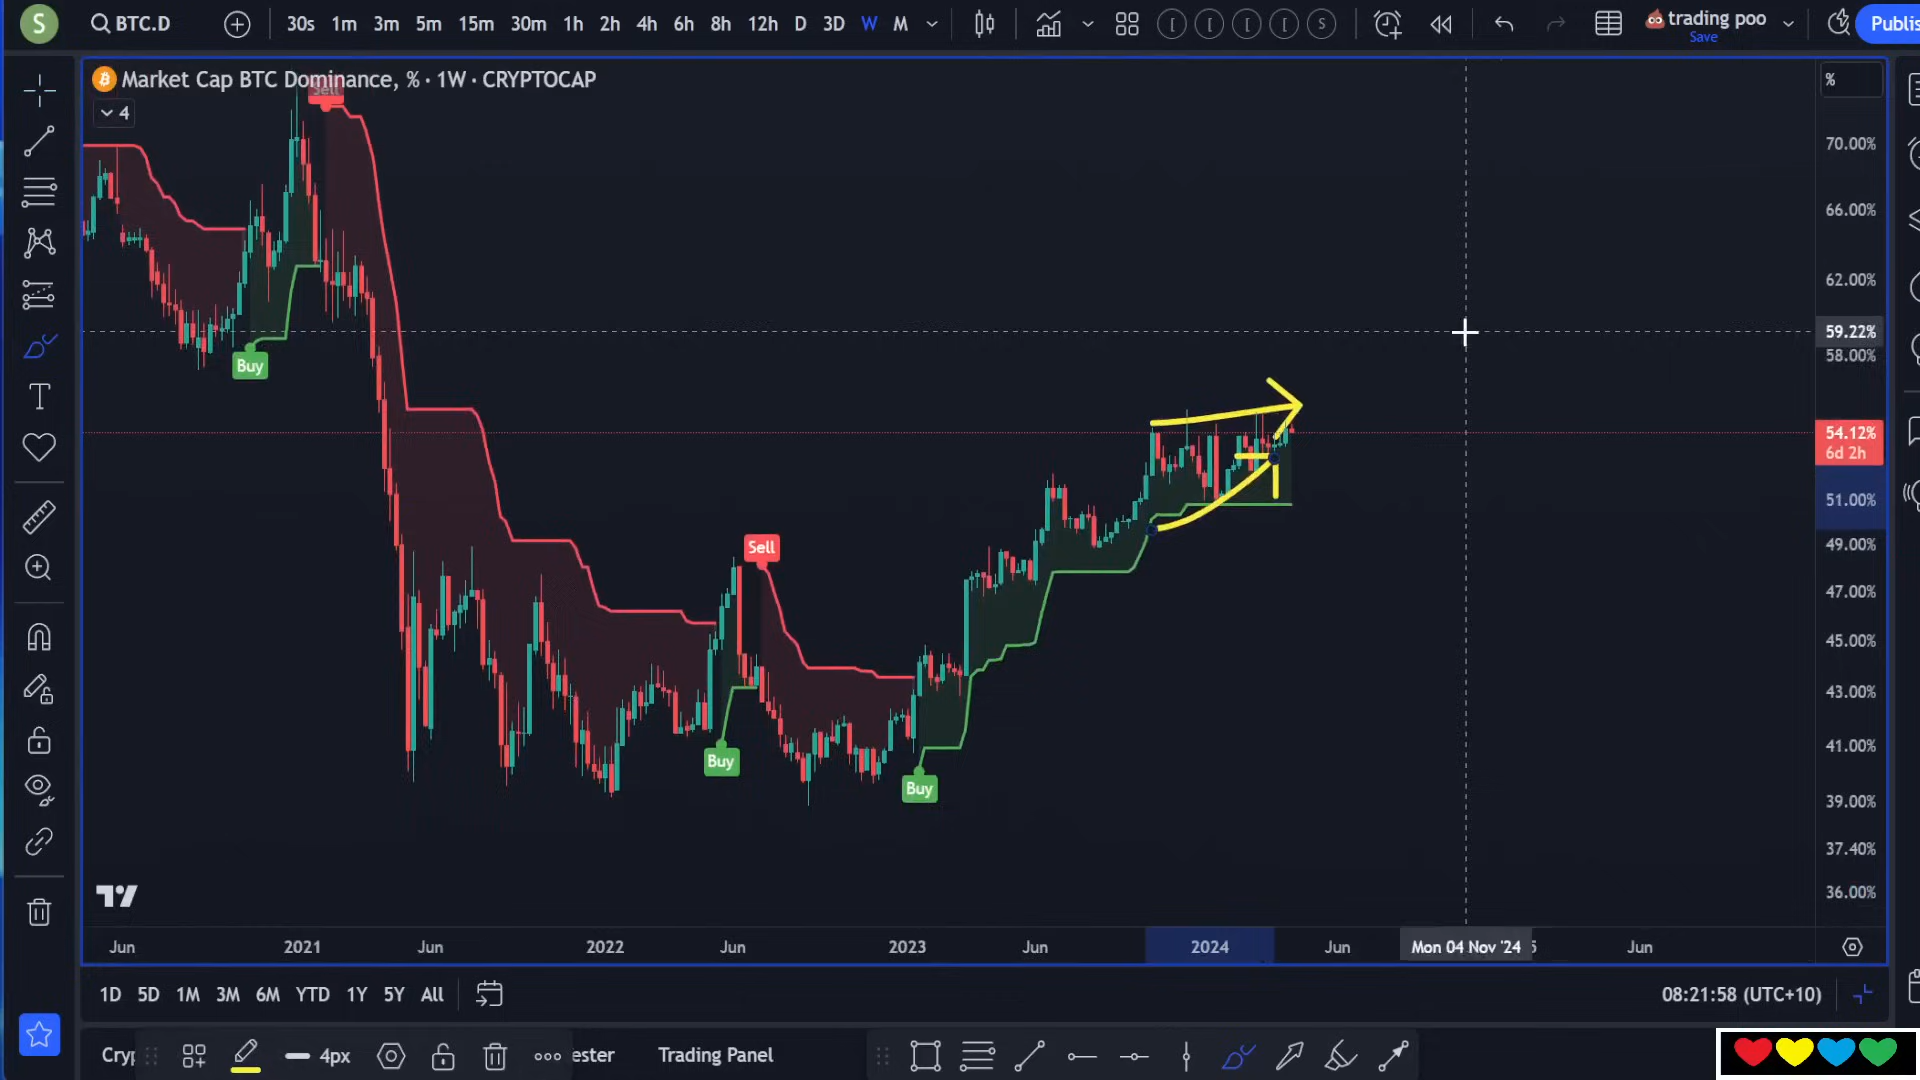 S BTC.D 30s 1m 3m 5m 15m 30m 1h 2h 4h 6h 8h 12h D 3D W M S trading poo
Save
Market Cap BTC Dominance, % · 1W · CRYPTOCAP
4
%
Sell
70.00%
66.00%
62.00%
59.22%
58.00%
Buy
54.12%
6d 2h
51.00%
49.00%
Sell
47.00%
45.00%
43.00%
41.00%
Buy
Buy
39.00%
37.40%
36.00%
Jun 2021 Jun 2022 Jun 2023 Jun 2024 Jun Mon 04 Nov '24 Jun
1D 5D 1M 3M 6M YTD 1Y 5Y All
08:21:58 (UTC+10)
4px Trading Panel